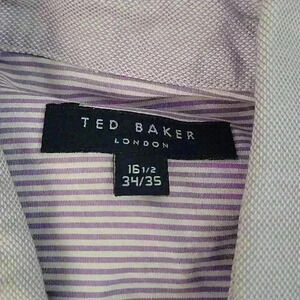 TED BAKER
LONDON
16 1/2
34/35